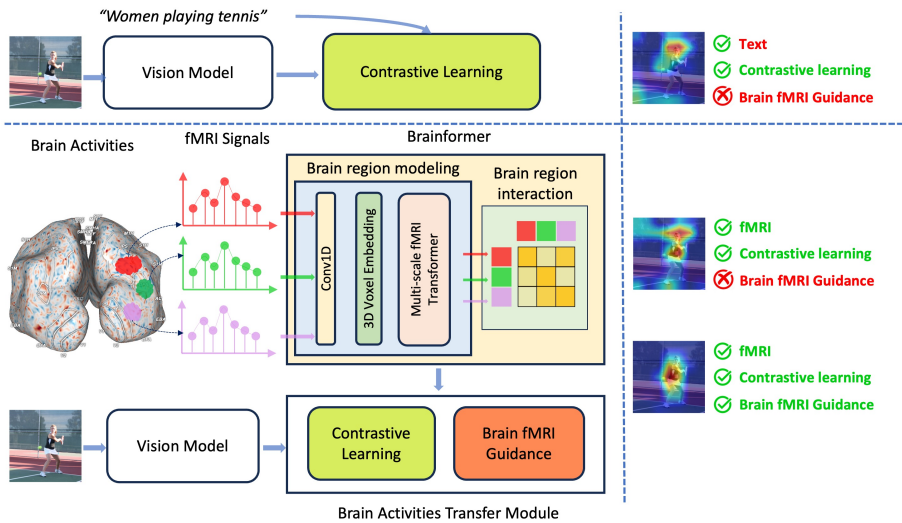 “Women playing tennis”
Vision Model
Contrastive Learning
Text
Contrastive learning
Brain fMRI Guidance
Brain Activities
fMRI Signals
Brainformer
Brain region modeling
Brain region
interaction
Conv1D
3D Voxel Embedding
Multi-scale fMRI
Transformer
fMRI
Contrastive learning
Brain fMRI Guidance
fMRI
Contrastive learning
Brain fMRI Guidance
Vision Model
Contrastive
Learning
Brain fMRI
Guidance
Brain Activities Transfer Module